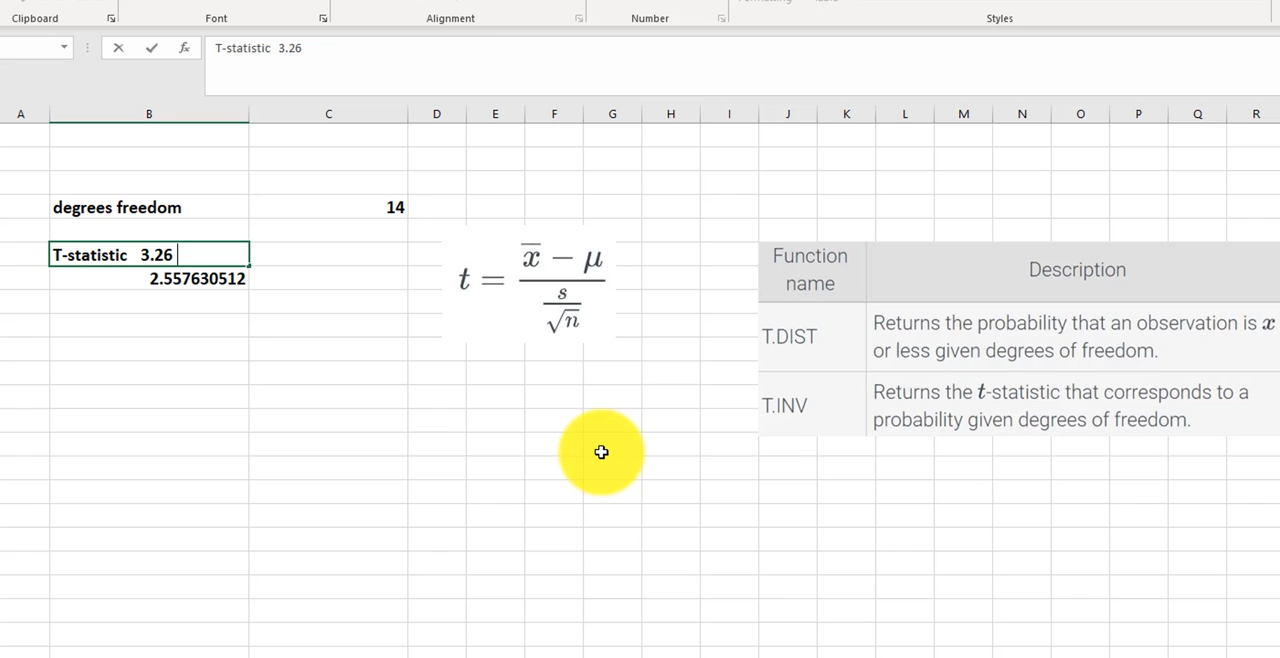 Clipboard Font Alignment Number Styles
fx T-statistic 3.26
A B C D E F G H I J K L M N O P Q R
degrees freedom 14
T-statistic 3.26
2.557630512
t = x̅ − μ
s
√n
Function name Description
T.DIST Returns the probability that an observation is x
or less given degrees of freedom.
T.INV Returns the t-statistic that corresponds to a
probability given degrees of freedom.